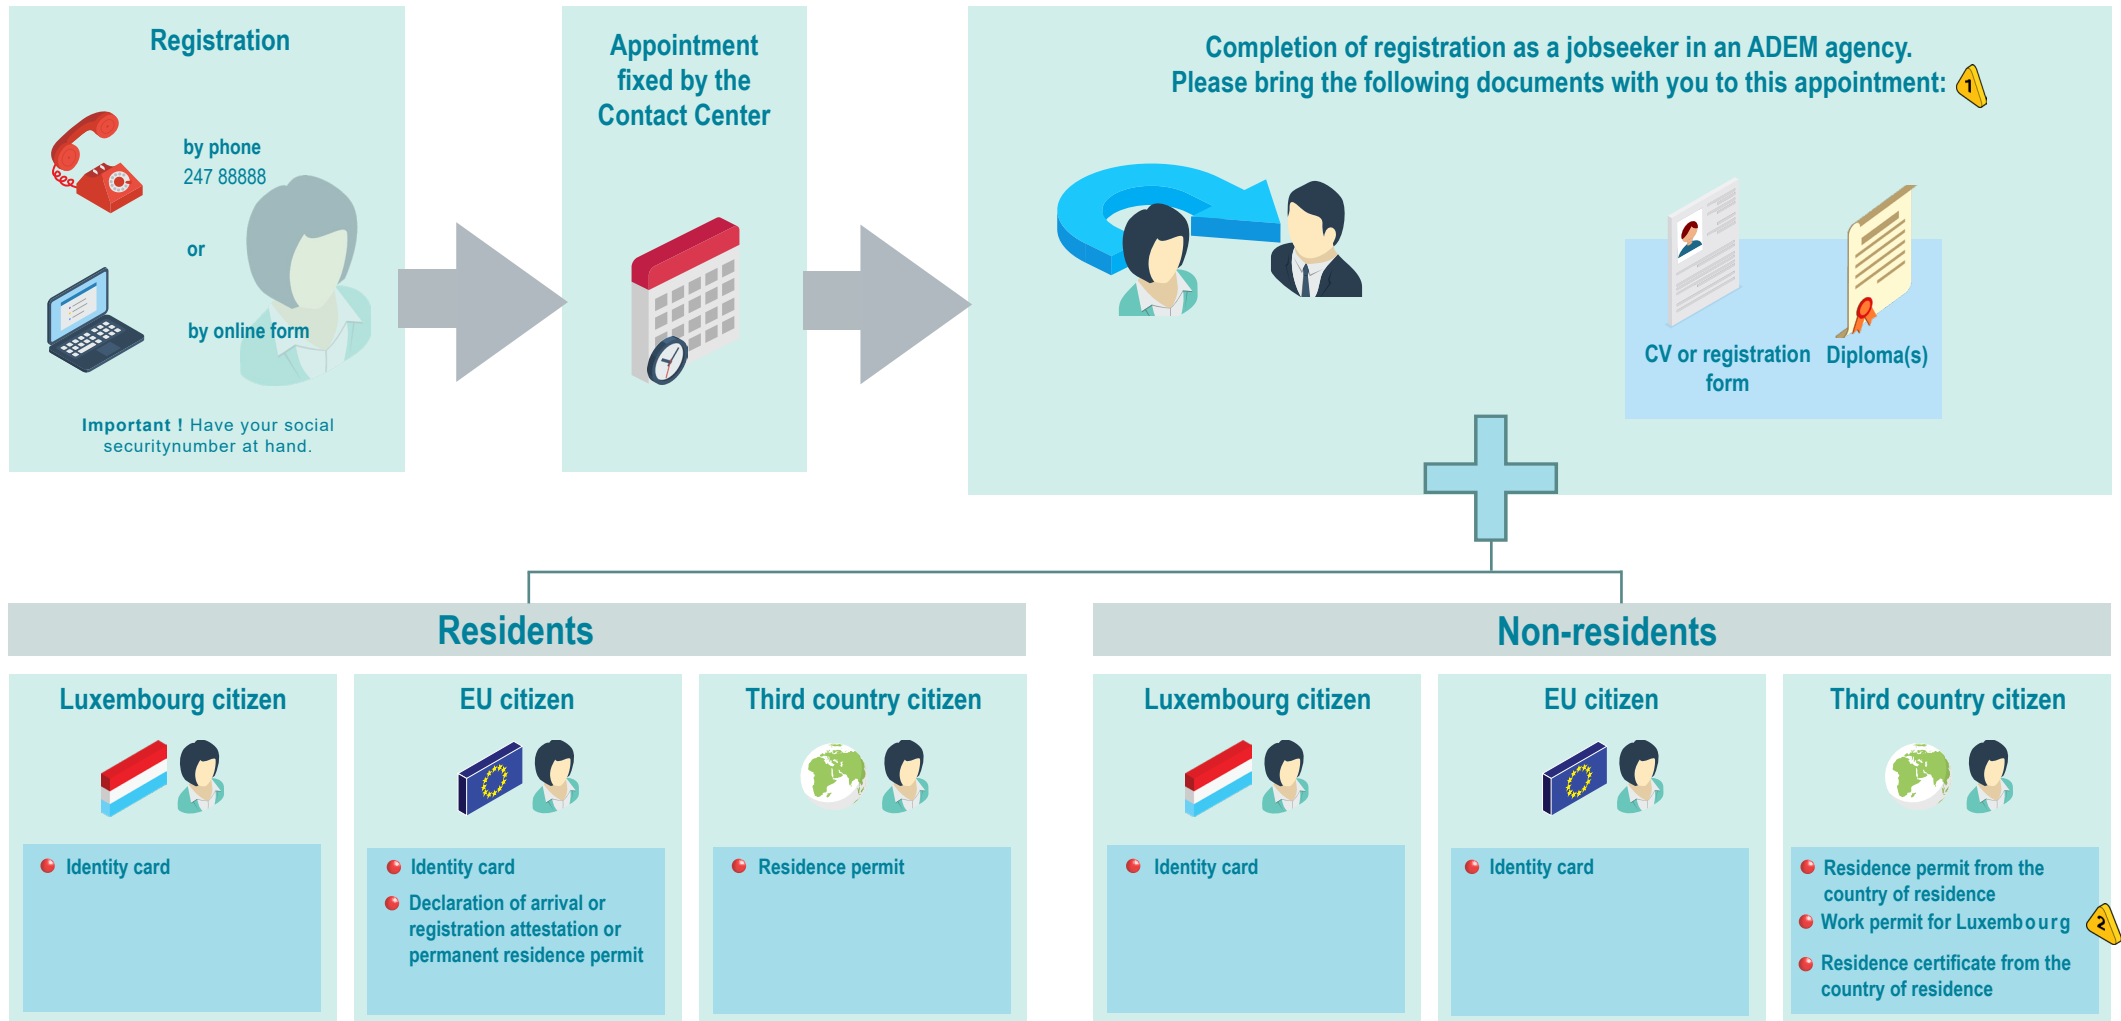 Registration
by phone
247 88888
or
by online form
Important ! Have your social
securitynumber at hand.
Appointment
fixed by the
Contact Center
Completion of registration as a jobseeker in an ADEM agency.
Please bring the following documents with you to this appointment:
1
CV or registration
form
Diploma(s)
Residents
Luxembourg citizen
Identity card
EU citizen
Identity card
Declaration of arrival or
registration attestation or
permanent residence permit
Third country citizen
Residence permit
Non-residents
Luxembourg citizen
Identity card
EU citizen
Identity card
Third country citizen
Residence permit from the
country of residence
Work permit for Luxembourg
2
Residence certificate from the
country of residence